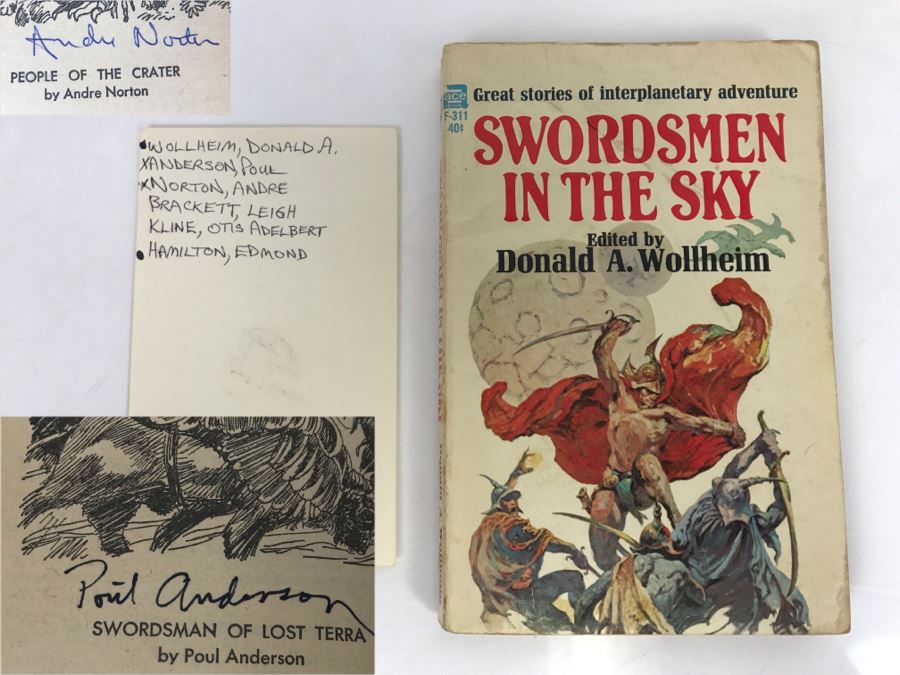 Andre Norton
PEOPLE OF THE CRATER
by Andre Norton
• WOLLHEIM, DONALD A.
X ANDERSON, POUL
X NORTON, ANDRE
BRACKETT, LEIGH
KLINE, OTIS ADELBERT
• HAMILTON, EDMOND
Poul Anderson
SWORDSMAN OF LOST TERRA
by Poul Anderson
ace
F-311
40¢
Great stories of interplanetary adventure
SWORDSMEN
IN THE SKY
Edited by
Donald A. Wollheim